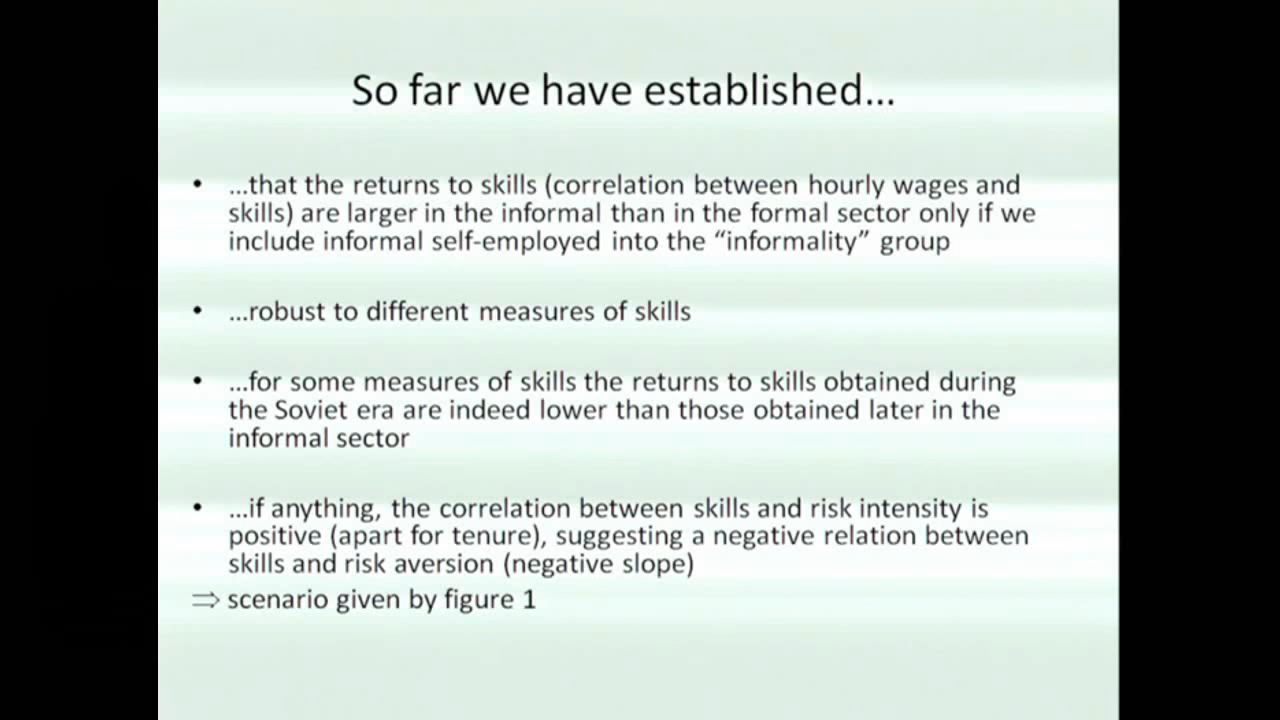 So far we have established…
• …that the returns to skills (correlation between hourly wages and
skills) are larger in the informal than in the formal sector only if we
include informal self-employed into the “informality” group
• …robust to different measures of skills
• …for some measures of skills the returns to skills obtained during
the Soviet era are indeed lower than those obtained later in the
informal sector
• …if anything, the correlation between skills and risk intensity is
positive (apart for tenure), suggesting a negative relation between
skills and risk aversion (negative slope)
⇒ scenario given by figure 1